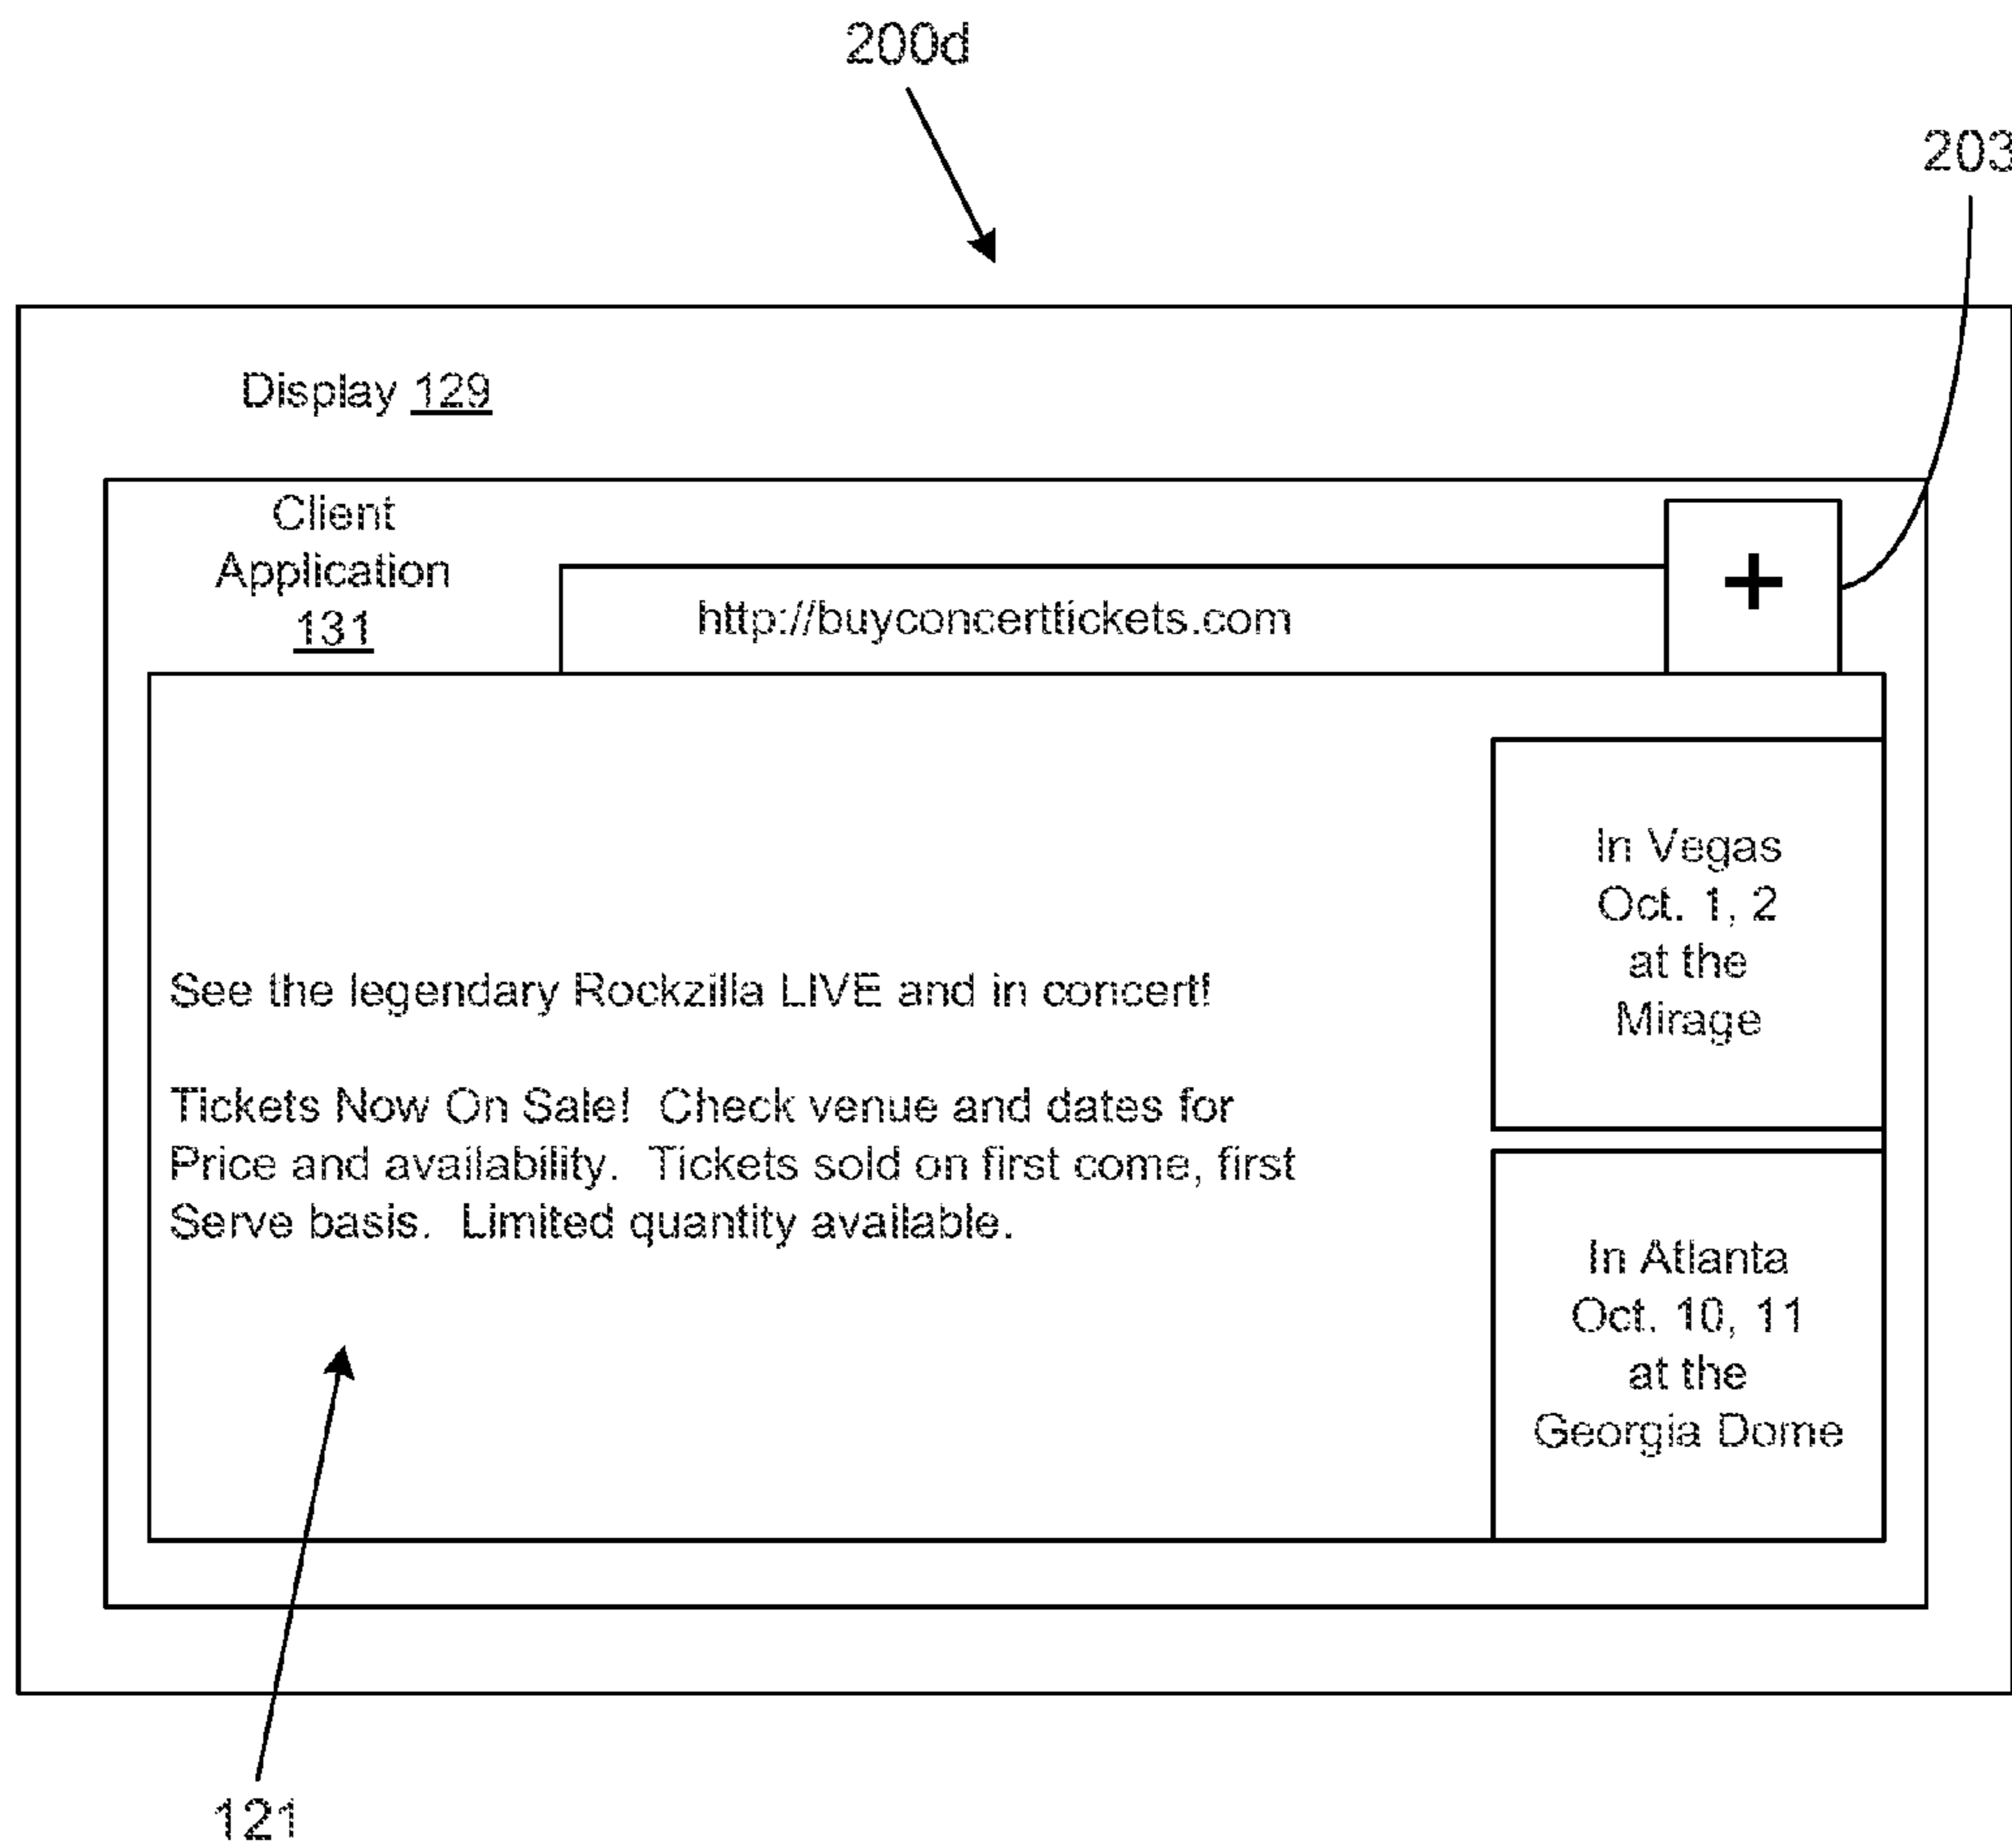 200d
203
Display 129
Client
Application
131
http://buyconcerttickets.com
+
In Vegas
Oct. 1, 2
at the
Mirage
See the legendary Rockzilla LIVE and in concert!
Tickets Now On Sale!  Check venue and dates for
Price and availability.  Tickets sold on first come, first
Serve basis.  Limited quantity available.
In Atlanta
Oct. 10, 11
at the
Georgia Dome
121